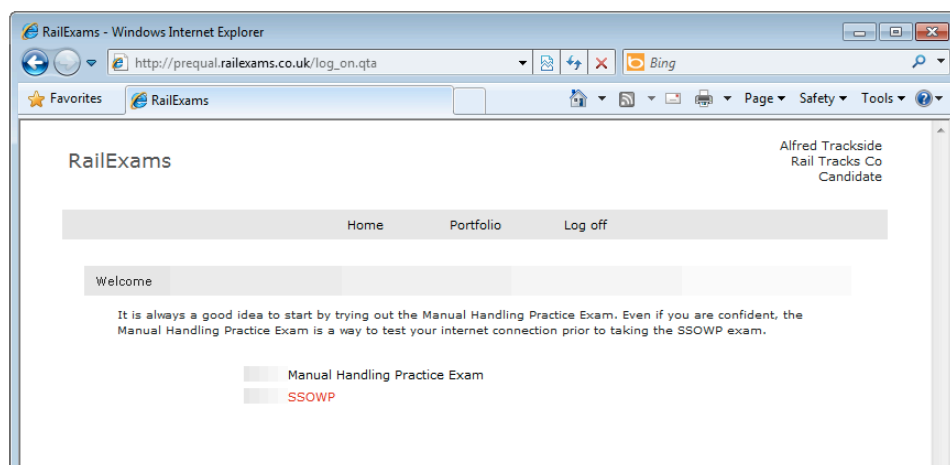 RailExams - Windows Internet Explorer
http://prequal.railexams.co.uk/log_on.qta
Bing
Favorites
RailExams
Page
Safety
Tools
Alfred Trackside
RailExams
Rail Tracks Co
Candidate
Home Portfolio Log off
Welcome
It is always a good idea to start by trying out the Manual Handling Practice Exam. Even if you are confident, the
Manual Handling Practice Exam is a way to test your internet connection prior to taking the SSOWP exam.
Manual Handling Practice Exam
SSOWP